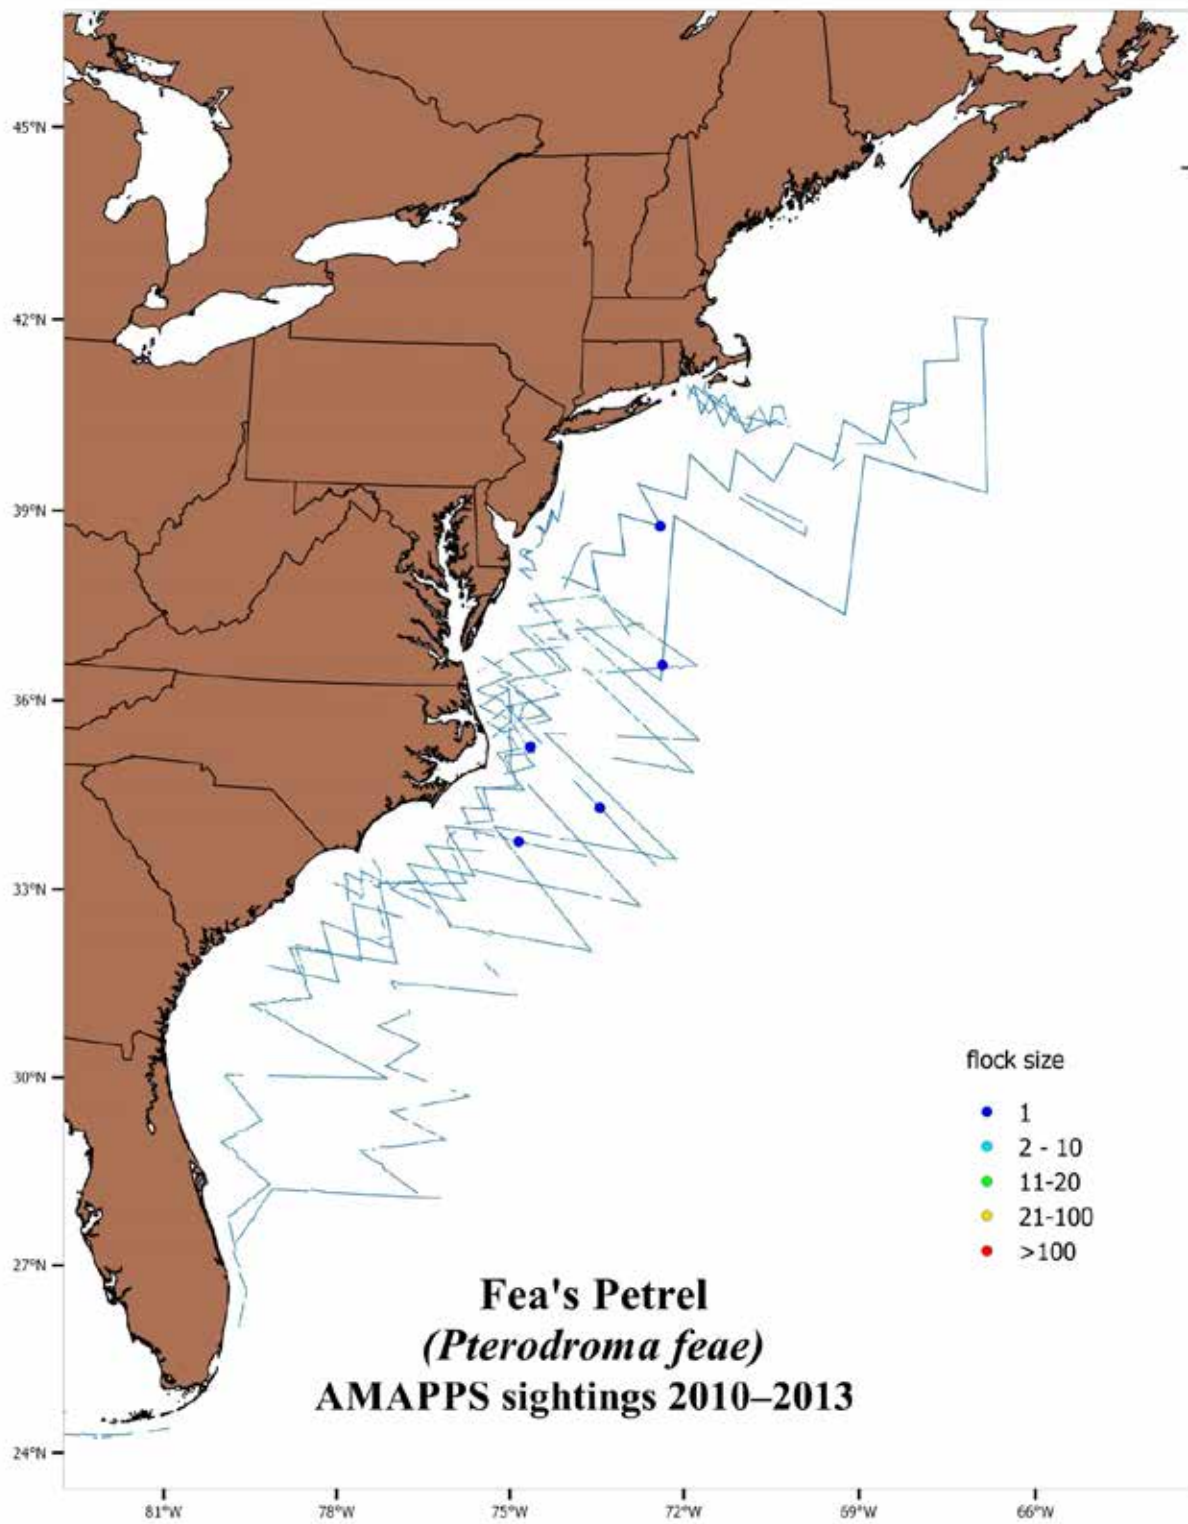 45°N
42°N
39°N
36°N
33°N
30°N
27°N
24°N
flock size
1
2 - 10
11-20
21-100
>100
Fea's Petrel
(Pterodroma feae)
AMAPPS sightings 2010–2013
81°W
78°W
75°W
72°W
69°W
66°W